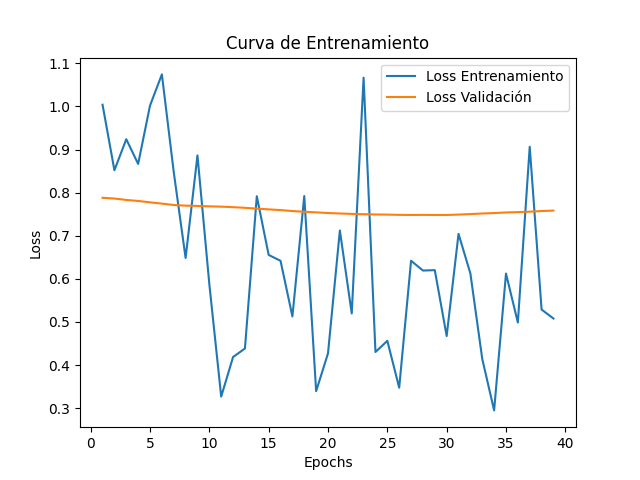 Curva de Entrenamiento
Loss Entrenamiento
Loss Validación
1.1
1.0
0.9
0.8
0.7
0.6
0.5
0.4
0.3
Loss
0 5 10 15 20 25 30 35 40
Epochs